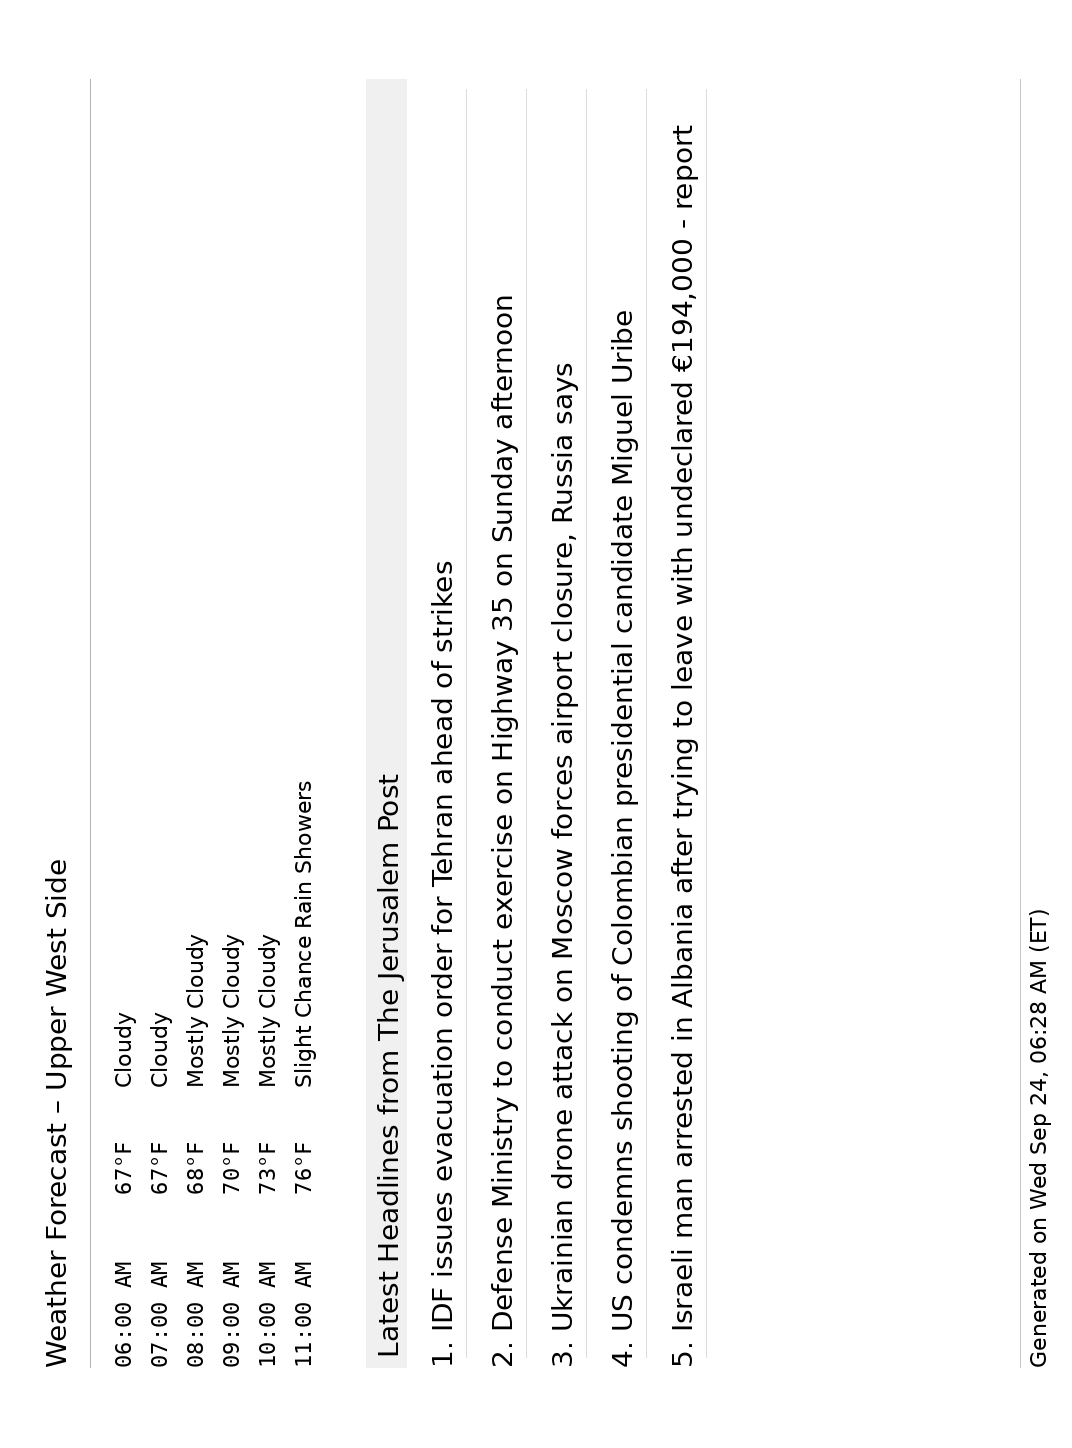 Weather Forecast – Upper West Side
06:00 AM 67°F Cloudy
07:00 AM 67°F Cloudy
08:00 AM 68°F Mostly Cloudy
09:00 AM 70°F Mostly Cloudy
10:00 AM 73°F Mostly Cloudy
11:00 AM 76°F Slight Chance Rain Showers
Latest Headlines from The Jerusalem Post
1. IDF issues evacuation order for Tehran ahead of strikes
2. Defense Ministry to conduct exercise on Highway 35 on Sunday afternoon
3. Ukrainian drone attack on Moscow forces airport closure, Russia says
4. US condemns shooting of Colombian presidential candidate Miguel Uribe
5. Israeli man arrested in Albania after trying to leave with undeclared €194,000 - report
Generated on Wed Sep 24, 06:28 AM (ET)